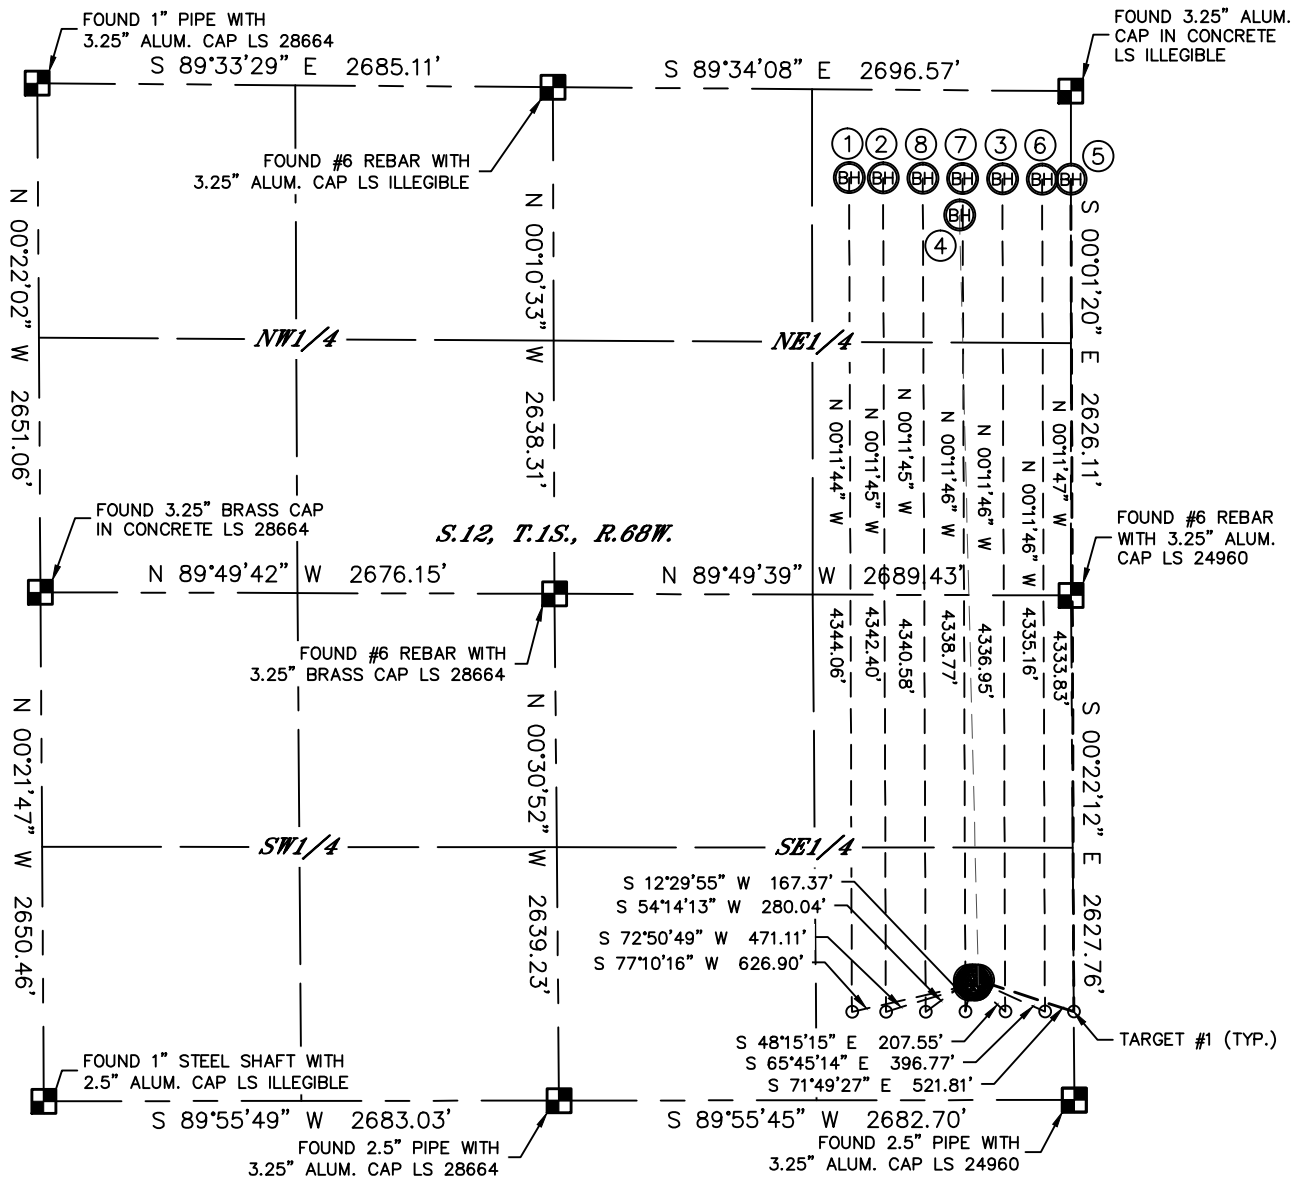 FOUND 1" PIPE WITH
3.25" ALUM. CAP LS 28664
S 89°33'29" E 2685.11'
S 89°34'08" E 2696.57'
FOUND 3.25" ALUM.
CAP IN CONCRETE
LS ILLEGIBLE
FOUND #6 REBAR WITH
3.25" ALUM. CAP LS ILLEGIBLE
1
2
8
7
3
6
5
BH
BH
BH
BH
BH
BH
BH
BH
4
N 00°22'02" W 2651.06'
N 00°10'33" W 2638.31'
S 00°01'20" E 2626.11'
NW1/4
NE1/4
N 00°11'44" W 4344.06'
N 00°11'45" W 4342.40'
N 00°11'45" W 4340.58'
N 00°11'46" W 4338.77'
N 00°11'46" W 4336.95'
N 00°11'46" W 4335.16'
N 00°11'47" W 4333.83'
FOUND 3.25" BRASS CAP
IN CONCRETE LS 28664
S.12, T.1S., R.68W.
FOUND #6 REBAR
WITH 3.25" ALUM.
CAP LS 24960
N 89°49'42" W 2676.15'
N 89°49'39" W 2689.43'
FOUND #6 REBAR WITH
3.25" BRASS CAP LS 28664
N 00°21'47" W 2650.46'
N 00°30'52" W 2639.23'
S 00°22'12" E 2627.76'
SW1/4
SE1/4
S 12°29'55" W 167.37'
S 54°14'13" W 280.04'
S 72°50'49" W 471.11'
S 77°10'16" W 626.90'
S 48°15'15" E 207.55'
S 65°45'14" E 396.77'
S 71°49'27" E 521.81'
TARGET #1 (TYP.)
FOUND 1" STEEL SHAFT WITH
2.5" ALUM. CAP LS ILLEGIBLE
S 89°55'49" W 2683.03'
S 89°55'45" W 2682.70'
FOUND 2.5" PIPE WITH
3.25" ALUM. CAP LS 28664
FOUND 2.5" PIPE WITH
3.25" ALUM. CAP LS 24960